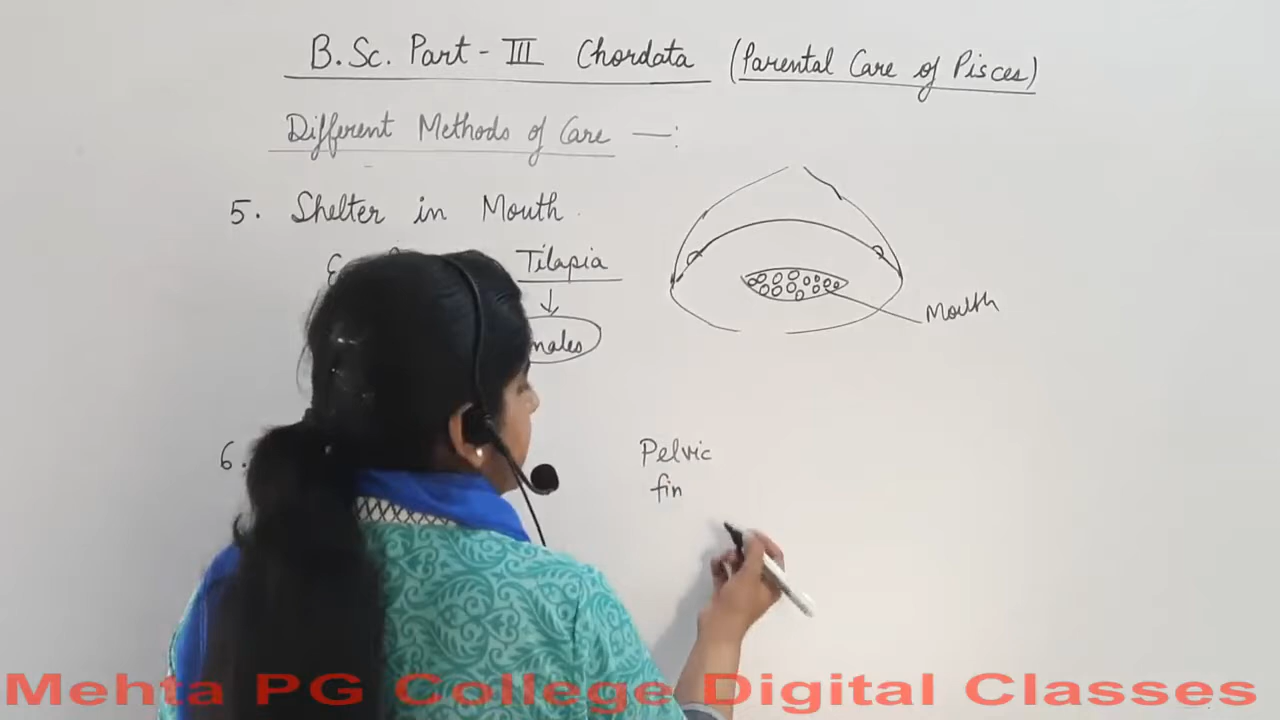 B.Sc. Part - III Chordata (Parental Care of Pisces)
Different Methods of Care —:
5. Shelter in Mouth.
Tilapia
↓
males
Mouth
6.
Pelvic
fin
Mehta PG College Digital Classes